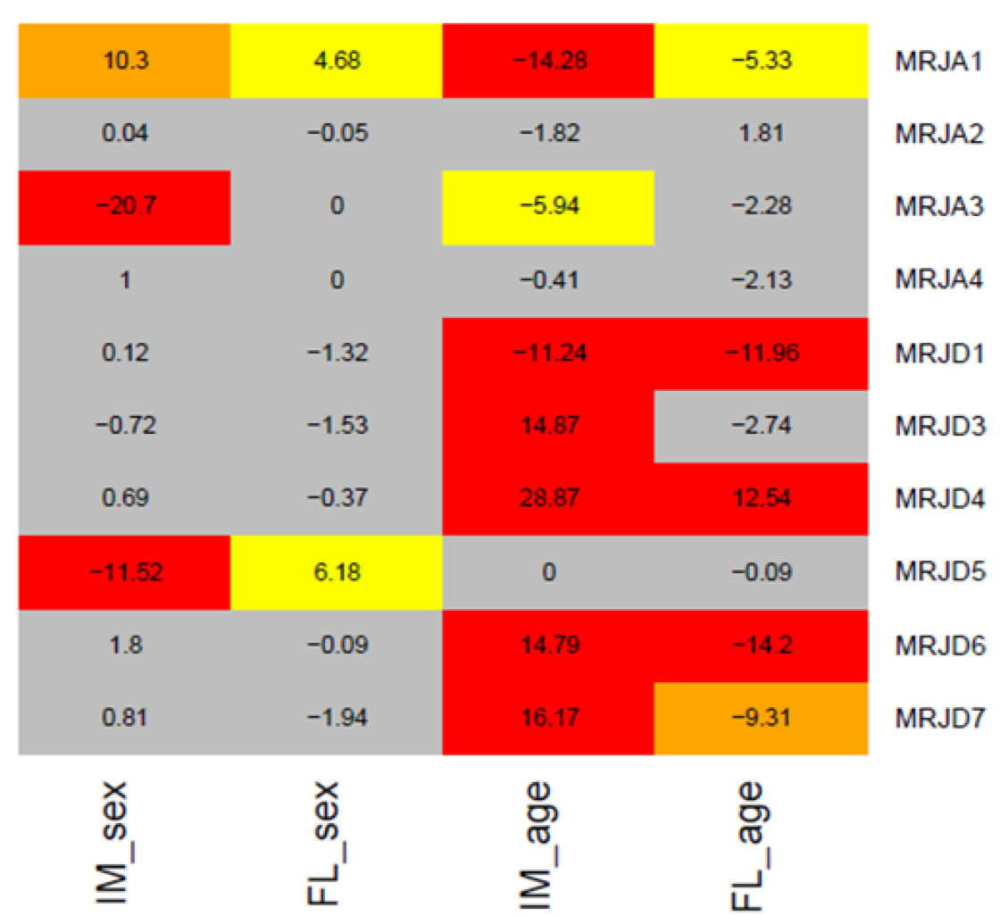 10.3 4.68 −14.28 −5.33 MRJA1
0.04 −0.05 −1.82 1.81 MRJA2
−20.7 0 −5.94 −2.28 MRJA3
1 0 −0.41 −2.13 MRJA4
0.12 −1.32 −11.24 −11.96 MRJD1
−0.72 −1.53 14.87 −2.74 MRJD3
0.69 −0.37 28.87 12.54 MRJD4
−11.52 6.18 0 −0.09 MRJD5
1.8 −0.09 14.79 −14.2 MRJD6
0.81 −1.94 16.17 −9.31 MRJD7
IM_sex FL_sex IM_age FL_age